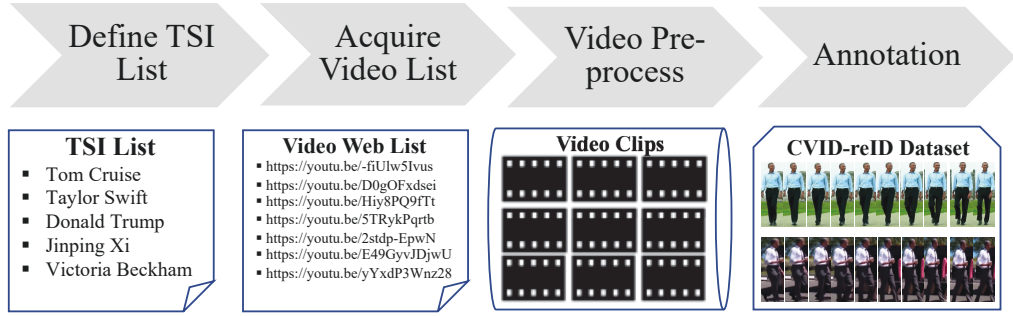 Define TSI
List
Acquire
Video List
Video Pre-
process
Annotation
TSI List
▪ Tom Cruise
▪ Taylor Swift
▪ Donald Trump
▪ Jinping Xi
▪ Victoria Beckham
Video Web List
▪ https://youtu.be/-fiUlw5Ivus
▪ https://youtu.be/D0gOFxdsei
▪ https://youtu.be/Hiy8PQ9fTt
▪ https://youtu.be/5TRykPqrtb
▪ https://youtu.be/2stdp-EpwN
▪ https://youtu.be/E49GyvJDjwU
▪ https://youtu.be/yYxdP3Wnz28
Video Clips
CVID-reID Dataset